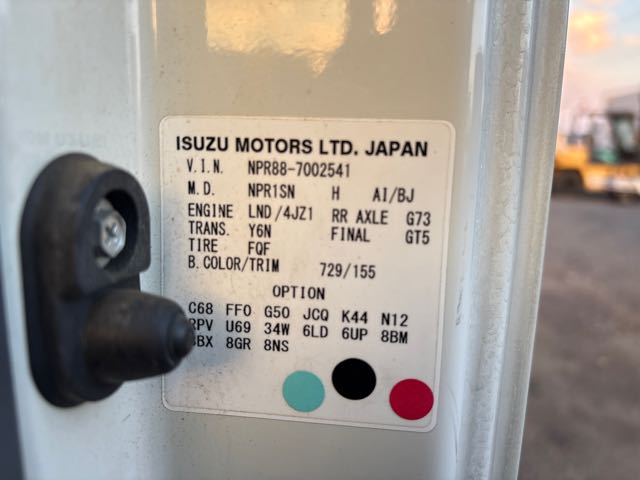 ISUZU MOTORS LTD. JAPAN
V.I.N. NPR88-7002541
M.D. NPR1SN H AI/BJ
ENGINE LND/4JZ1 RR AXLE G73
TRANS. Y6N FINAL GT5
TIRE FQF
B.COLOR/TRIM 729/155
OPTION
C68 FF0 G50 JCQ K44 N12
RPV U69 34W 6LD 6UP 8BM
8GR 8NS